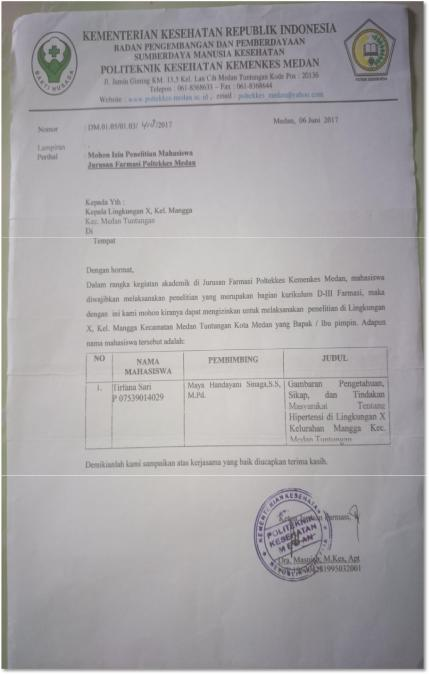 KEMENTERIAN KESEHATAN REPUBLIK INDONESIA
BADAN PENGEMBANGAN DAN PEMBERDAYAAN
SUMBERDAYA MANUSIA KESEHATAN
POLITEKNIK KESEHATAN KEMENKES MEDAN
Jl. Jamin Ginting KM. 13,5 Kel. Lau Cih Medan Tuntungan Kode Pos : 20136
Telepon : 061-8368633 – Fax : 061-8368644
Website : www.poltekkes-medan.ac.id , email : poltekkes_medan@yahoo.com
BAKTI HUSADA
Nomor : DM.01.05/01.03/ /2017
Medan, 06 Juni 2017
Lampiran : -
Perihal : Mohon Izin Penelitian Mahasiswa
Jurusan Farmasi Poltekkes Medan
Kepada Yth :
Kepala Lingkungan X, Kel. Mangga
Kec. Medan Tuntungan
Di
Tempat
Dengan hormat,
Dalam rangka kegiatan akademik di Jurusan Farmasi Poltekkes Kemenkes Medan, mahasiswa
diwajibkan melaksanakan penelitian yang merupakan bagian kurikulum D-III Farmasi, maka
dengan ini kami mohon kiranya dapat mengizinkan untuk melaksanakan penelitian di Lingkungan
X, Kel. Mangga Kecamatan Medan Tuntungan Kota Medan yang Bapak / Ibu pimpin. Adapun
nama mahasiswa tersebut adalah:
NO NAMA MAHASISWA PEMBIMBING JUDUL
1. Tirfana Sari
P 07539014029
Maya Handayani Sinaga,S.S,
M.Pd.
Gambaran Pengetahuan,
Sikap, dan Tindakan
Masyarakat Tentang
Hipertensi di Lingkungan X
Kelurahan Mangga Kec.
Medan Tuntungan
Demikianlah kami sampaikan atas kerjasama yang baik diucapkan terima kasih.
Ketua Jurusan Farmasi,
KEMENTERIAN KESEHATAN
POLITEKNIK
KESEHATAN
MEDAN
Dra. Masniah, M.Kes, Apt